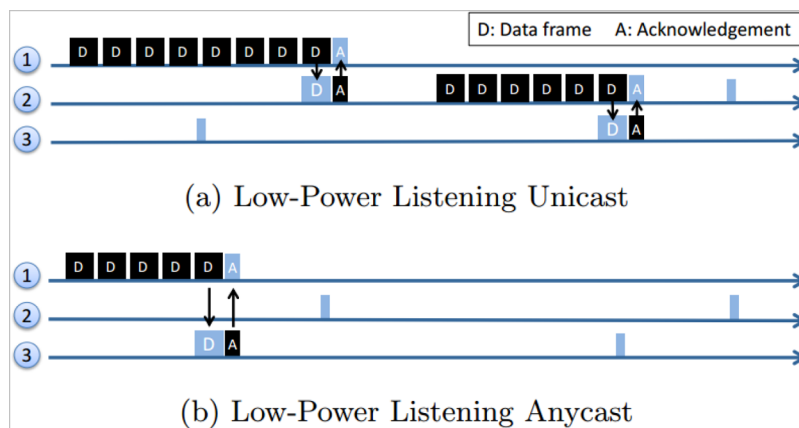 D: Data frame A: Acknowledgement
1 D D D D D D D D A
2 D A D D D D D D A
3 D A
(a) Low-Power Listening Unicast
1 D D D D D A
2
3 D A
(b) Low-Power Listening Anycast